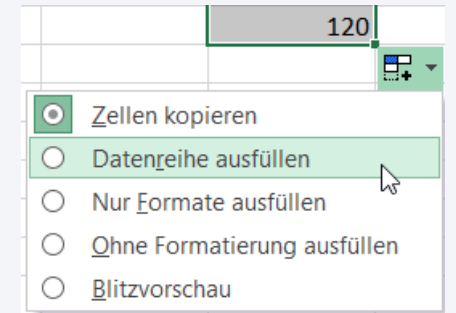 120
Zellen kopieren
Datenreihe ausfüllen
Nur Formate ausfüllen
Ohne Formatierung ausfüllen
Blitzvorschau